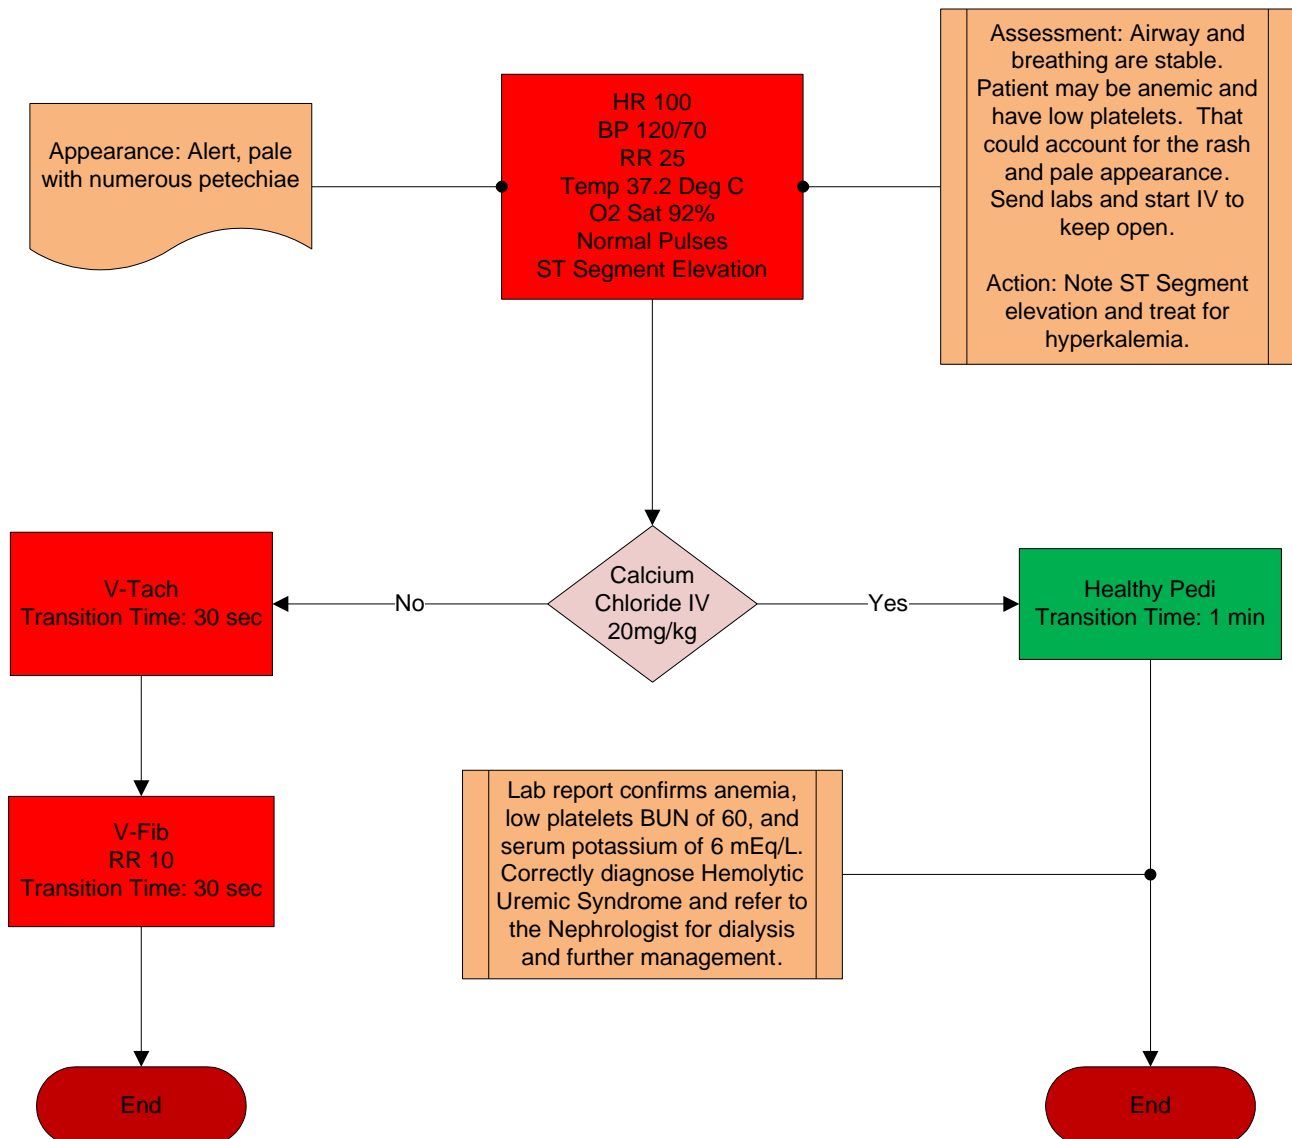 Appearance: Alert, pale
with numerous petechiae
HR 100
BP 120/70
RR 25
Temp 37.2 Deg C
O2 Sat 92%
Normal Pulses
ST Segment Elevation
Assessment: Airway and
breathing are stable.
Patient may be anemic and
have low platelets.  That
could account for the rash
and pale appearance.
Send labs and start IV to
keep open.
Action: Note ST Segment
elevation and treat for
hyperkalemia.
V-Tach
Transition Time: 30 sec
No
Calcium
Chloride IV
20mg/kg
Yes
Healthy Pedi
Transition Time: 1 min
V-Fib
RR 10
Transition Time: 30 sec
Lab report confirms anemia,
low platelets BUN of 60, and
serum potassium of 6 mEq/L.
Correctly diagnose Hemolytic
Uremic Syndrome and refer to
the Nephrologist for dialysis
and further management.
End
End